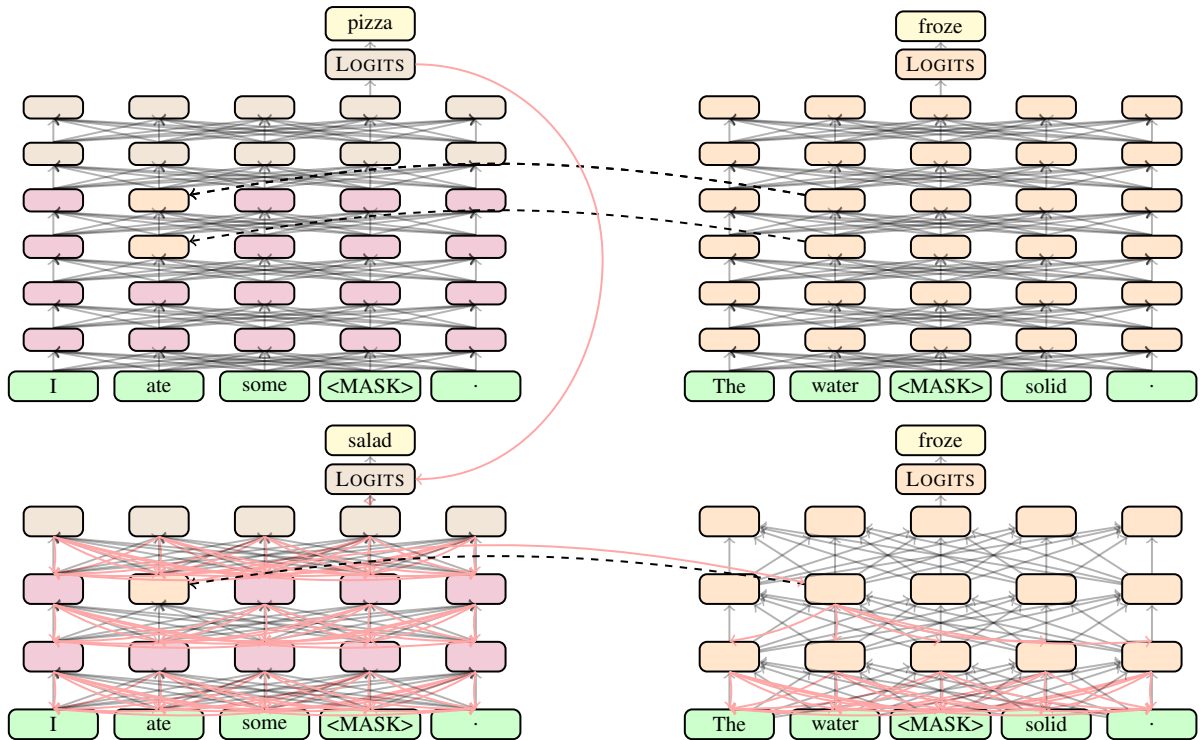 pizza froze
LOGITS LOGITS
I ate some <MASK> . The water <MASK> solid .
salad froze
LOGITS LOGITS
I ate some <MASK> . The water <MASK> solid .